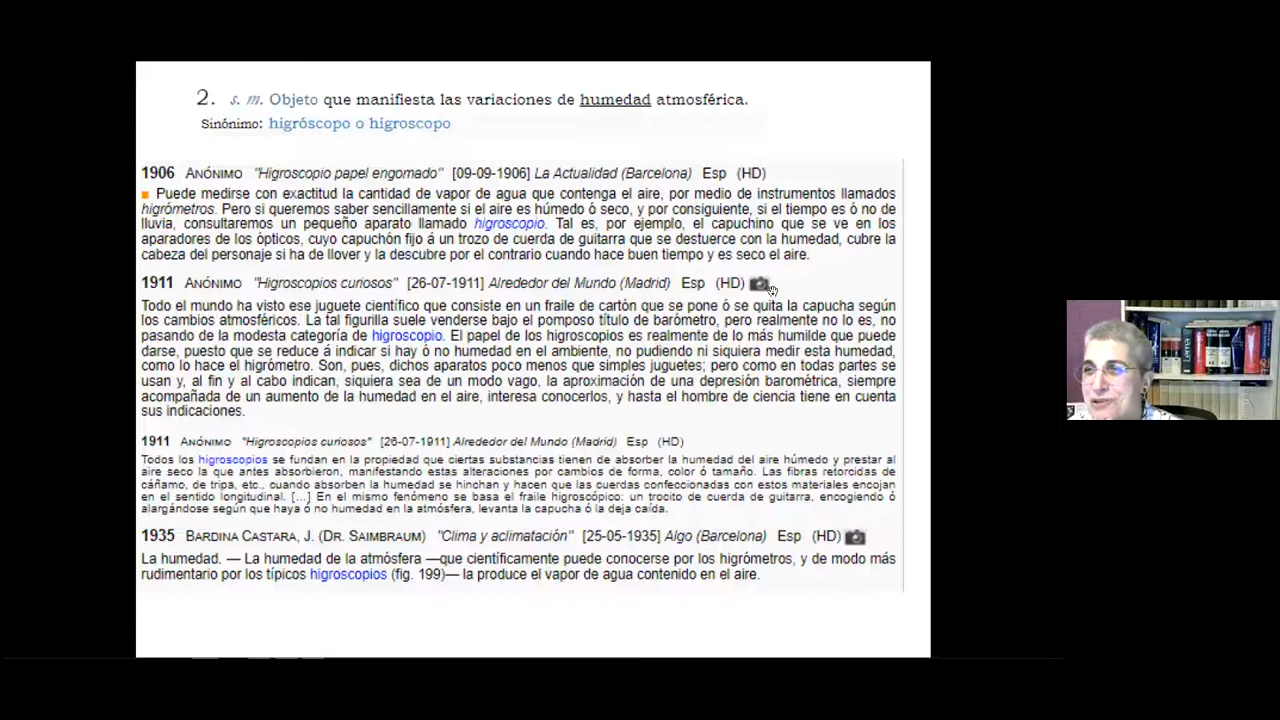 2. s. m. Objeto que manifiesta las variaciones de humedad atmosférica.
Sinónimo: higróscopo o higroscopo
1906 ANÓNIMO "Higroscopio papel engomado" [09-09-1906] La Actualidad (Barcelona) Esp (HD)
Puede medirse con exactitud la cantidad de vapor de agua que contenga el aire, por medio de instrumentos llamados
higrómetros. Pero si queremos saber sencillamente si el aire es húmedo ó seco, y por consiguiente, si el tiempo es ó no de
lluvia, consultaremos un pequeño aparato llamado higroscopio. Tal es, por ejemplo, el capuchino que se ve en los
aparadores de los ópticos, cuyo capuchón fijo á un trozo de cuerda de guitarra que se destuerce con la humedad, cubre la
cabeza del personaje si ha de llover y la descubre por el contrario cuando hace buen tiempo y es seco el aire.
1911 ANÓNIMO "Higroscopios curiosos" [26-07-1911] Alrededor del Mundo (Madrid) Esp (HD)
Todo el mundo ha visto ese juguete científico que consiste en un fraile de cartón que se pone ó se quita la capucha según
los cambios atmosféricos. La tal figurilla suele venderse bajo el pomposo título de barómetro, pero realmente no lo es, no
pasando de la modesta categoría de higroscopio. El papel de los higroscopios es realmente de lo más humilde que puede
darse, puesto que se reduce á indicar si hay ó no humedad en el ambiente, no pudiendo ni siquiera medir esta humedad,
como lo hace el higrómetro. Son, pues, dichos aparatos poco menos que simples juguetes; pero como en todas partes se
usan y, al fin y al cabo indican, siquiera sea de un modo vago, la aproximación de una depresión barométrica, siempre
acompañada de un aumento de la humedad en el aire, interesa conocerlos, y hasta el hombre de ciencia tiene en cuenta
sus indicaciones.
1911 ANÓNIMO "Higroscopios curiosos" [26-07-1911] Alrededor del Mundo (Madrid) Esp (HD)
Todos los higroscopios se fundan en la propiedad que ciertas substancias tienen de absorber la humedad del aire húmedo y prestar al
aire seco la que antes absorbieron, manifestando estas alteraciones por cambios de forma, color ó tamaño. Las fibras retorcidas de
cáñamo, de tripa, etc., cuando absorben la humedad se hinchan y hacen que las cuerdas confeccionadas con estos materiales encojan
en el sentido longitudinal. [...] En el mismo fenómeno se basa el fraile higroscópico: un trocito de cuerda de guitarra, encogiendo ó
alargándose según que haya ó no humedad en la atmósfera, levanta la capucha ó la deja caída.
1935 BARDINA CASTARA, J. (DR. SAIMBRAUM) "Clima y aclimatación" [25-05-1935] Algo (Barcelona) Esp (HD)
La humedad. — La humedad de la atmósfera —que científicamente puede conocerse por los higrómetros, y de modo más
rudimentario por los típicos higroscopios (fig. 199)— la produce el vapor de agua contenido en el aire.
Lema